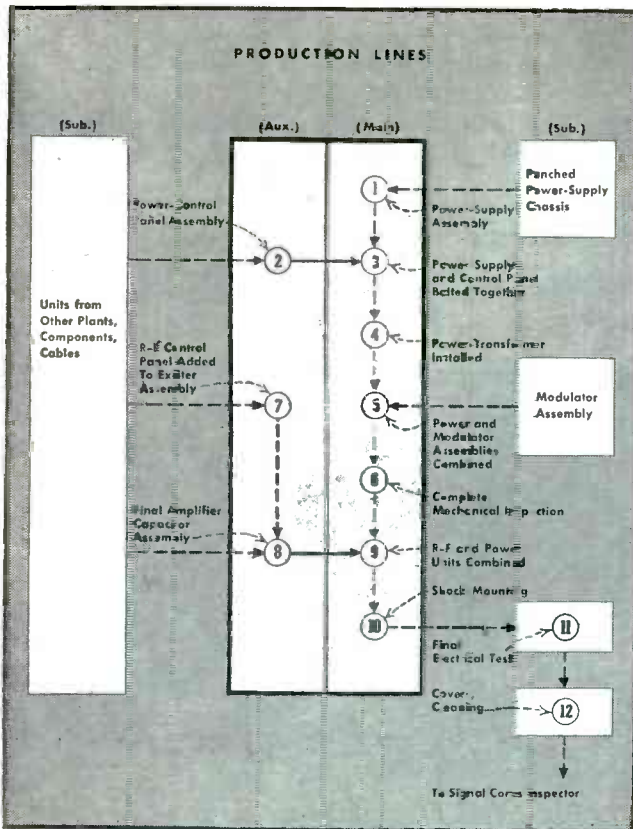 PRODUCTION LINES
(Sub.)
(Aux.)
(Main)
(Sub.)
Units from
Other Plants,
Components,
Cables
Power-Control
Panel Assembly
2
R-F Control
Panel Added
To Exciter
Assembly
7
Final Amplifier
Capacitor
Assembly
8
1
Power-Supply
Assembly
Punched
Power-Supply
Chassis
3
Power Supply
and Control Panel
Bolted Together
4
Power-Transformer
Installed
5
Power and
Modulator
Assemblies
Combined
Modulator
Assembly
6
Complete
Mechanical Inspection
9
R-F and Power
Units Combined
10
Shock Mounting
11
Final
Electrical Test
12
Covers,
Cleaning
To Signal Corps Inspector